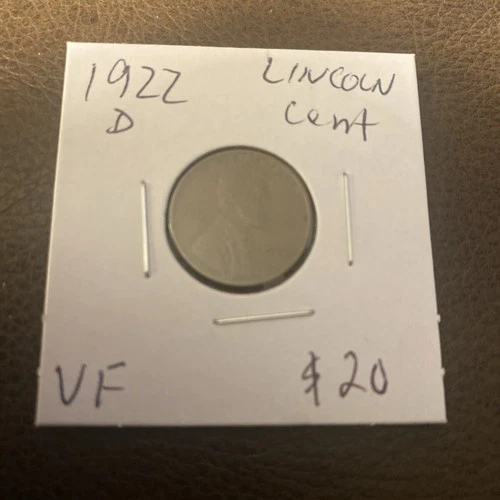 1922 LINCOLN
D Cent
VF $20